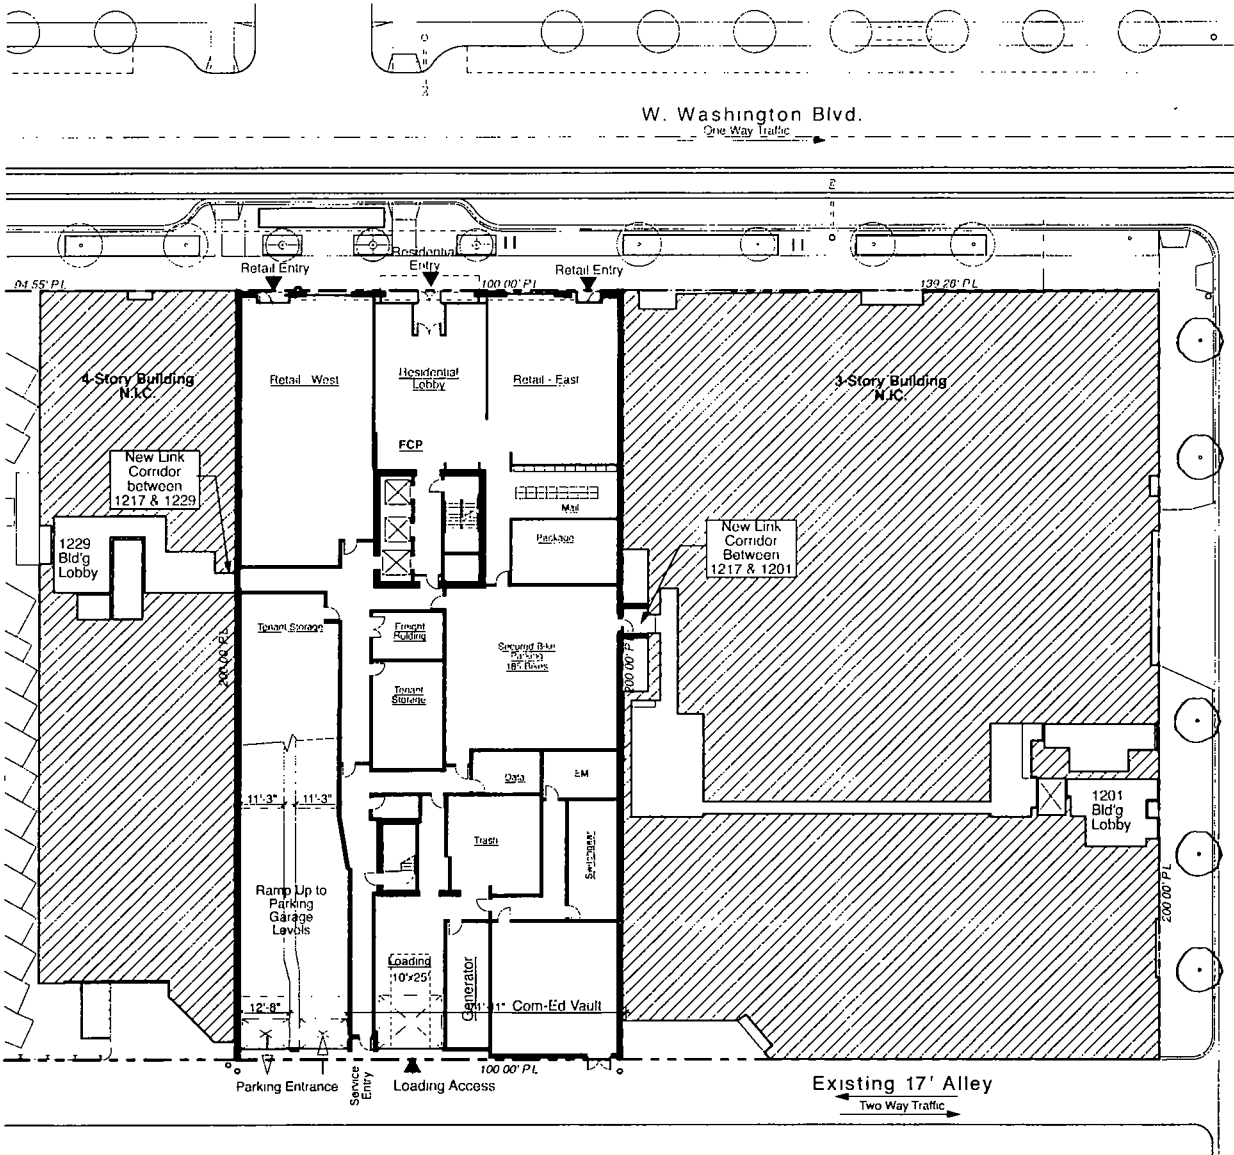 W. Washington Blvd.
One Way Traffic
Residential
Entry
Retail Entry
Retail Entry
94.55' P.L.
100.00' P.L.
139.28' P.L.
4-Story Building
N.I.C.
Retail - West
Residential
Lobby
Retail - East
3-Story Building
N.I.C.
FCP
New Link
Corridor
between
1217 & 1229
Mail
Package
New Link
Corridor
Between
1217 & 1201
1229
Bld'g
Lobby
Tenant Storage
Freight
Secured Bike
Parking
185 Bikes
200.00' P.L.
200.00' P.L.
Tenant
Storage
Data
EM
11'-3"
11'-3"
1201
Bld'g
Lobby
Trash
Switchgear
Ramp Up to
Parking
Garage
Levels
200.00' P.L.
Loading
10'x25'
Generator
12'-8"
Com-Ed Vault
Parking Entrance
Service
Entry
Loading Access
100.00' P.L.
Existing 17' Alley
Two Way Traffic